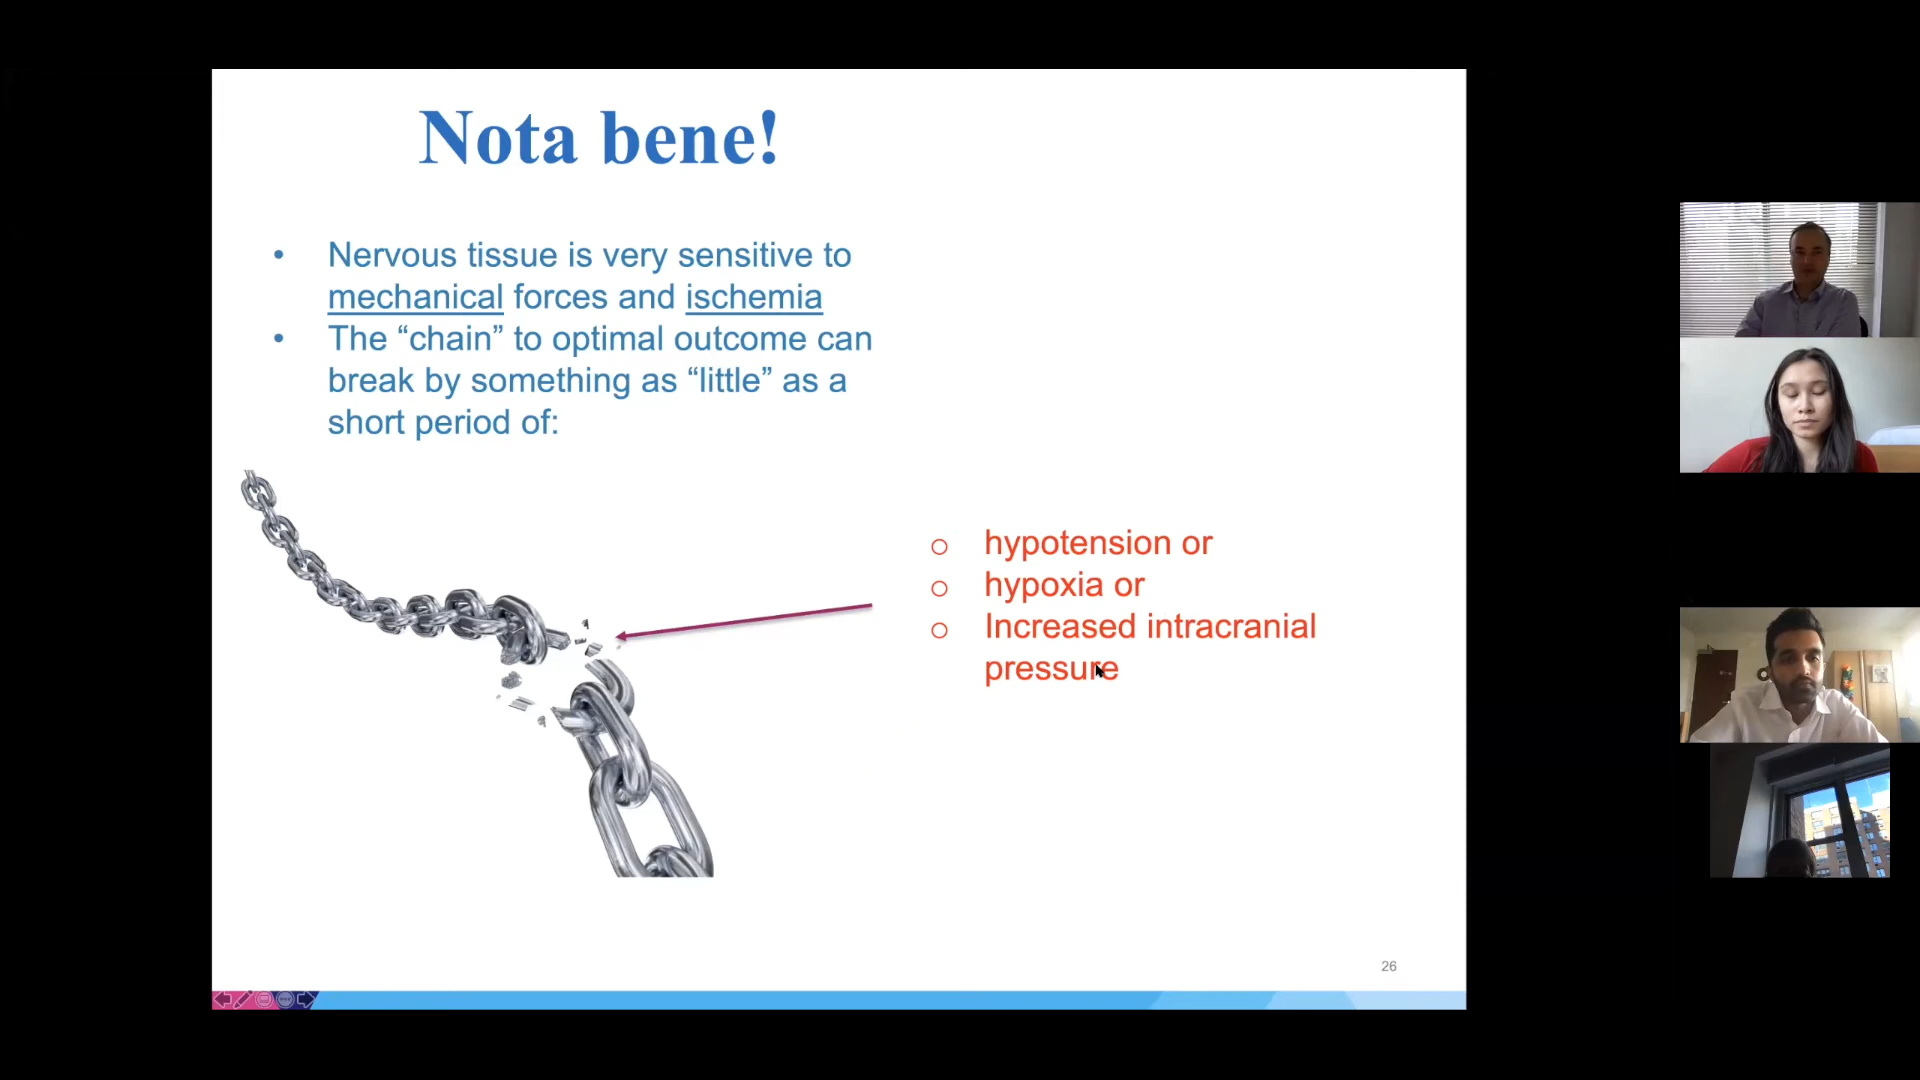 Nota bene!
• Nervous tissue is very sensitive to
mechanical forces and ischemia
• The “chain” to optimal outcome can
break by something as “little” as a
short period of:
o hypotension or
o hypoxia or
o Increased intracranial
pressure
26